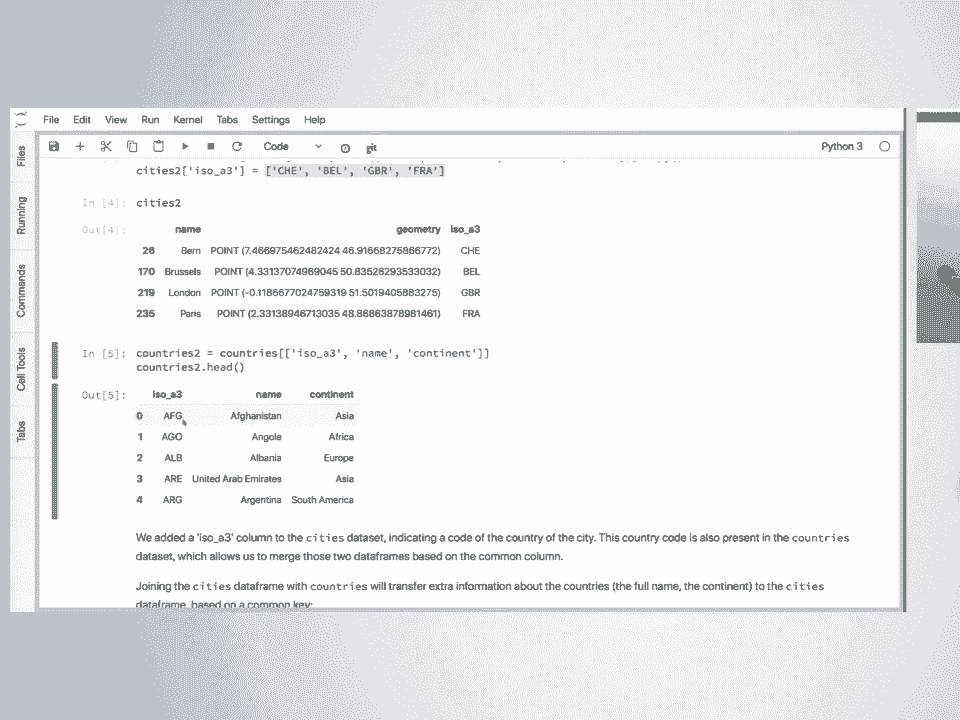 File Edit View Run Kernel Tabs Settings Help
Code
git
Python 3
Files
Running
Commands
Cell Tools
Tabs
cities2['iso_a3'] = ['CHE', 'BEL', 'GBR', 'FRA']
In [4]: cities2
Out[4]: name geometry iso_a3
26 Bern POINT (7.466975462482424 46.91668275866772) CHE
170 Brussels POINT (4.33137074969045 50.83526293533032) BEL
219 London POINT (-0.1186677024759319 51.5019405883275) GBR
235 Paris POINT (2.33138946713035 48.86863878981461) FRA
In [5]: countries2 = countries[['iso_a3', 'name', 'continent']]
countries2.head()
Out[5]: iso_a3 name continent
0 AFG Afghanistan Asia
1 AGO Angola Africa
2 ALB Albania Europe
3 ARE United Arab Emirates Asia
4 ARG Argentina South America
We added a 'iso_a3' column to the cities dataset, indicating a code of the country of the city. This country code is also present in the countries
dataset, which allows us to merge those two dataframes based on the common column.
Joining the cities dataframe with countries will transfer extra information about the countries (the full name, the continent) to the cities
dataframe, based on a common key: